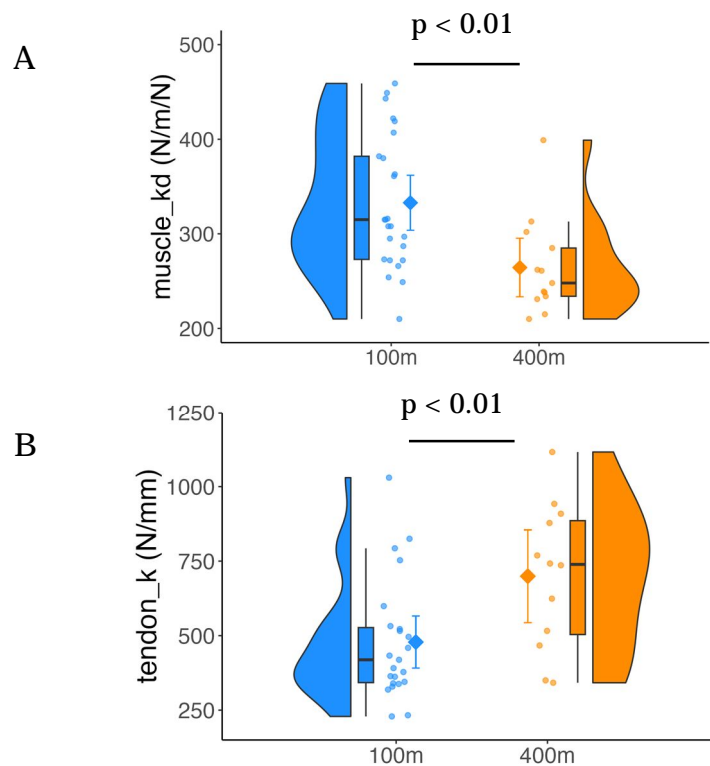 p < 0.01
A
500
400
300
200
muscle_kd (N/m/N)
100m 400m
p < 0.01
B
1250
1000
750
500
250
tendon_k (N/mm)
100m 400m